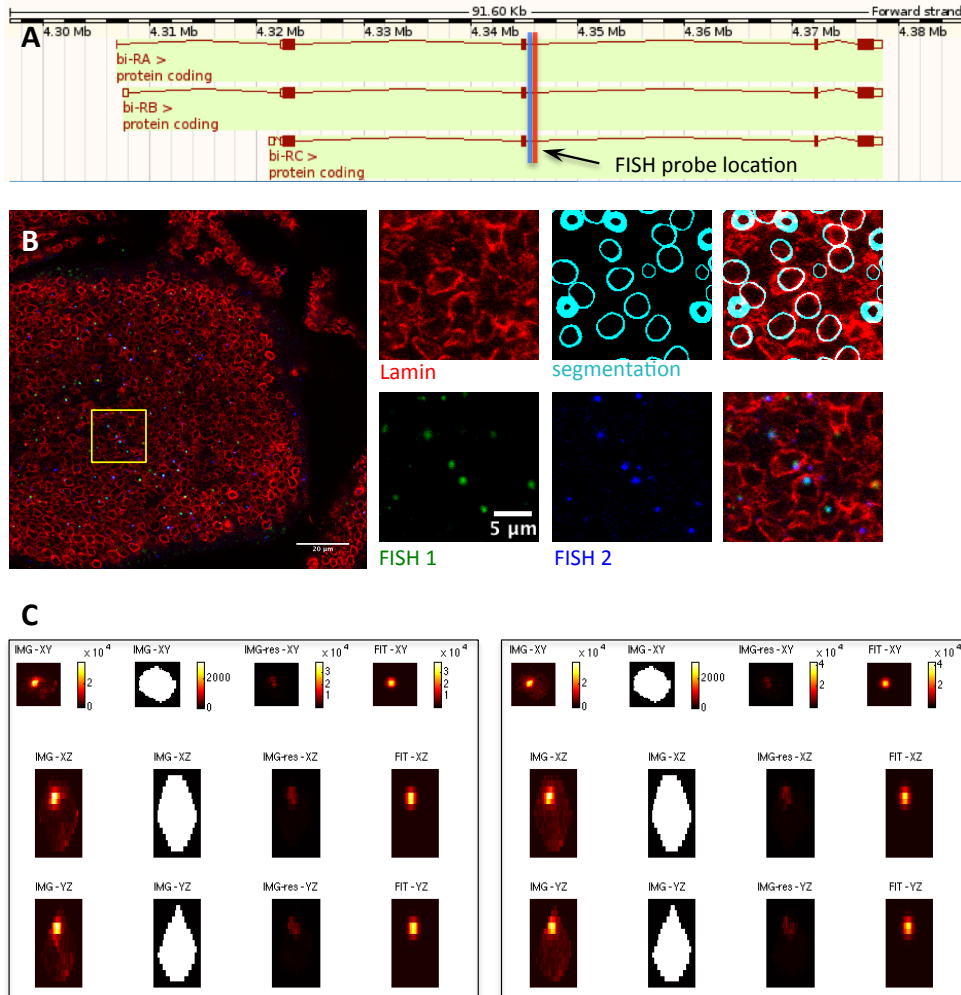 91.60 Kb Forward strand
A
4.30 Mb 4.31 Mb 4.32 Mb 4.33 Mb 4.34 Mb 4.35 Mb 4.36 Mb 4.37 Mb 4.38 Mb
bi-RA >
protein coding
bi-RB >
protein coding
bi-RC >
protein coding
FISH probe location
B
20 µm
Lamin
segmentation
5 µm
FISH 1
FISH 2
C
IMG-XY × 10⁴ IMG-XY IMG-res-XY × 10⁴ FIT-XY × 10⁴
2 0
2000 0
3 2 1
3 2 1
IMG-XZ IMG-XZ IMG-res-XZ FIT-XZ
IMG-YZ IMG-YZ IMG-res-YZ FIT-YZ
IMG-XY × 10⁴ IMG-XY IMG-res-XY × 10⁴ FIT-XY × 10⁴
2 0
2000 0
4 2
4 2 0
IMG-XZ IMG-XZ IMG-res-XZ FIT-XZ
IMG-YZ IMG-YZ IMG-res-YZ FIT-YZ